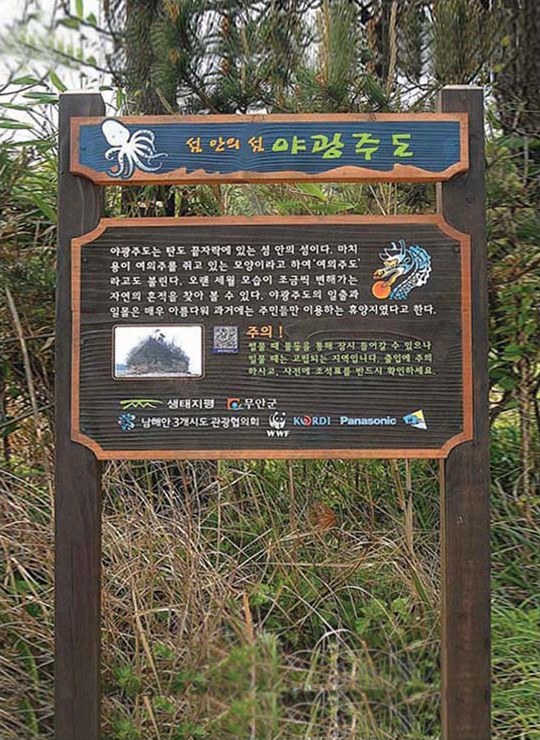 섬 안의 섬 야광주도
야광주도는 탄도 끝자락에 있는 섬 안의 섬이다. 마치
용이 여의주를 쥐고 있는 모양이라고 하여 '여의주도'
라고도 불린다. 오랜 세월 모습이 조금씩 변해가는
자연의 흔적을 찾아 볼 수 있다. 야광주도의 일출과
일몰은 매우 아름다워 과거에는 주민들만 이용하는 휴양지였다고 한다.
주의 !
썰물 때 물등을 통해 잠시 들어갈 수 있으나
밀물 때는 고립되는 지역입니다. 출입에 주의
하시고, 사전에 조석표를 반드시 확인하세요.
생태지평 무안군
남해안 3개시도 관광협의회 WWF KORDI Panasonic